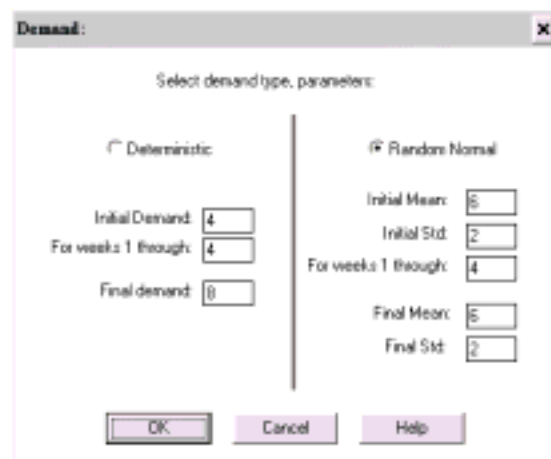 Demand:
Select demand type, parameters:
Deterministic
Initial Demand: 4
For weeks 1 through: 4
Final demand: 8
Random Normal
Initial Mean: 6
Initial Std: 2
For weeks 1 through: 4
Final Mean: 6
Final Std: 2
OK
Cancel
Help